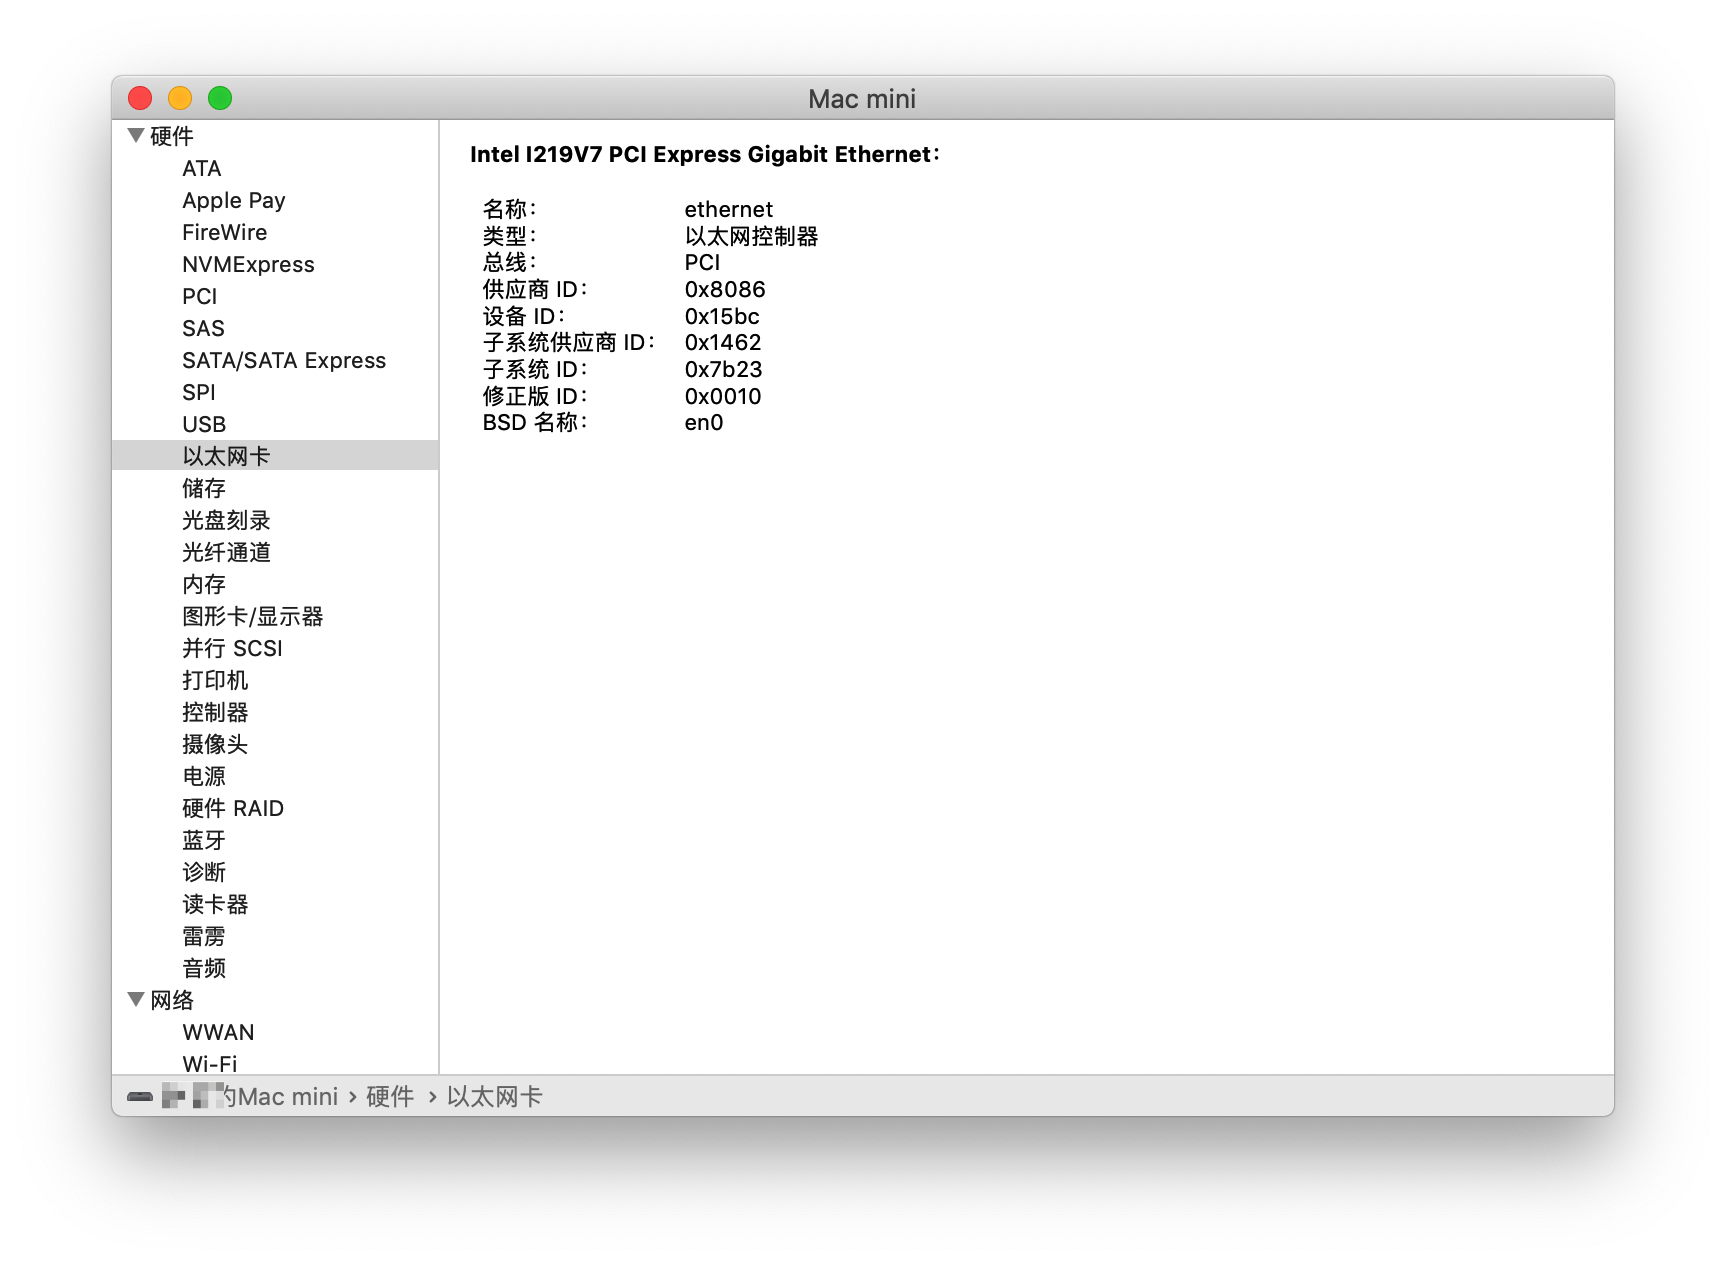 Mac mini
硬件
ATA
Apple Pay
FireWire
NVMExpress
PCI
SAS
SATA/SATA Express
SPI
USB
以太网卡
储存
光盘刻录
光纤通道
内存
图形卡/显示器
并行 SCSI
打印机
控制器
摄像头
电源
硬件 RAID
蓝牙
诊断
读卡器
雷雳
音频
网络
WWAN
Wi-Fi
Intel I219V7 PCI Express Gigabit Ethernet：
名称： ethernet
类型： 以太网控制器
总线： PCI
供应商 ID： 0x8086
设备 ID： 0x15bc
子系统供应商 ID： 0x1462
子系统 ID： 0x7b23
修正版 ID： 0x0010
BSD 名称： en0
的Mac mini › 硬件 › 以太网卡